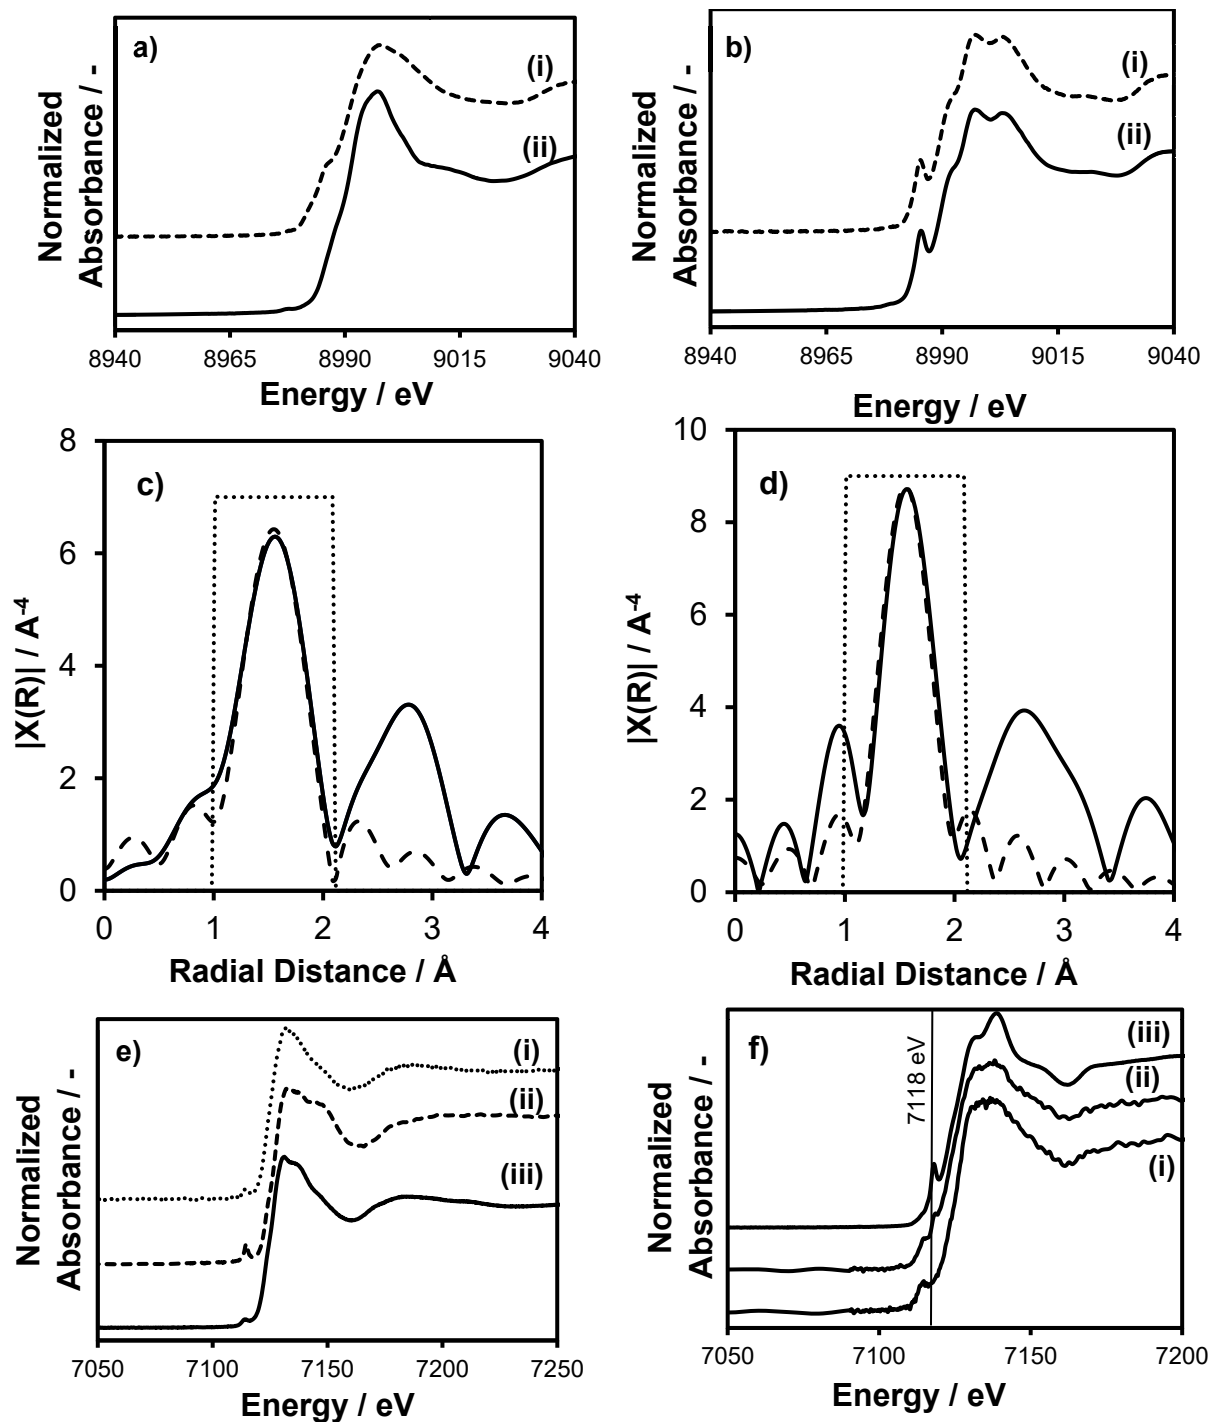 a)
(i)
(ii)
Normalized
Absorbance / -
8940 8965 8990 9015 9040
Energy / eV
b)
(i)
(ii)
Normalized
Absorbance / -
8940 8965 8990 9015 9040
Energy / eV
c)
|X(R)| / A-4
8
6
4
2
0
0 1 2 3 4
Radial Distance / Å
d)
|X(R)| / A-4
10
8
6
4
2
0
0 1 2 3 4
Radial Distance / Å
e)
(i)
(ii)
(iii)
Normalized
Absorbance / -
7050 7100 7150 7200 7250
Energy / eV
f)
7118 eV
(iii)
(ii)
(i)
Normalized
Absorbance / -
7050 7100 7150 7200
Energy / eV